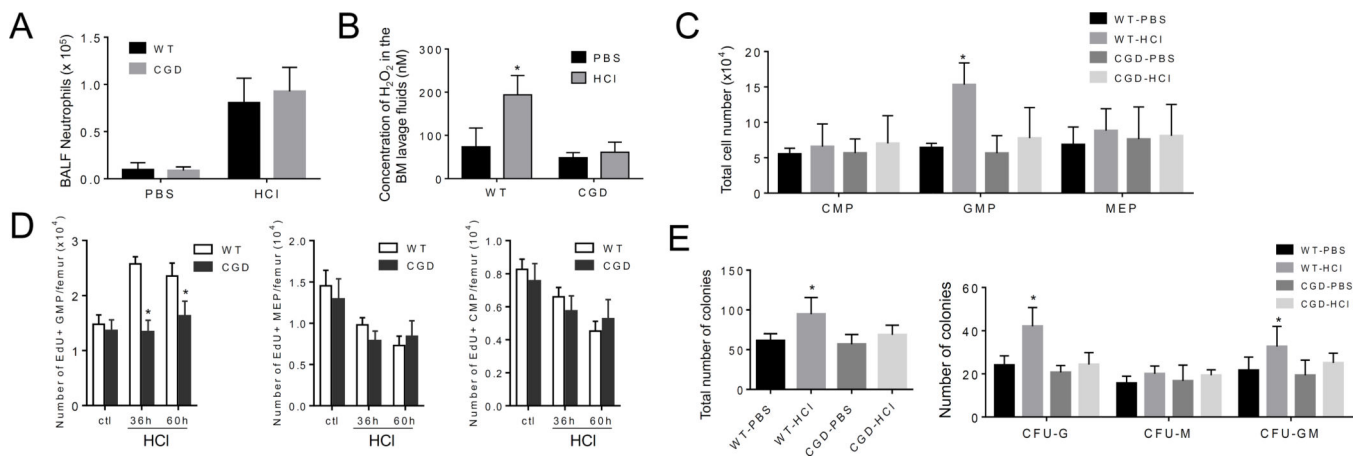 A
BALF Neutrophils (x 10⁵)
1.5
1.0
0.5
0.0
WT
CGD
PBS
HCl
B
Concentration of H₂O₂ in the
BM lavage fluids (nM)
300
200
100
0
PBS
HCl
*
WT
CGD
C
Total cell number (x10⁴)
20
15
10
5
0
WT-PBS
WT-HCl
CGD-PBS
CGD-HCl
*
CMP
GMP
MEP
D
Number of EdU+ GMP/femur (x10⁴)
3
2
1
0
WT
CGD
*
*
ctl
36h
60h
HCl
Number of EdU+ MEP/femur (10⁴)
2.0
1.5
1.0
0.5
0.0
WT
CGD
ctl
36h
60h
HCl
Number of EdU+ CMP/femur (10⁴)
1.0
0.8
0.6
0.4
0.2
0.0
WT
CGD
ctl
36h
60h
HCl
E
Total number of colonies
150
100
50
0
*
WT-PBS
WT-HCl
CGD-PBS
CGD-HCl
Number of colonies
60
40
20
0
WT-PBS
WT-HCl
CGD-PBS
CGD-HCl
*
*
CFU-G
CFU-M
CFU-GM